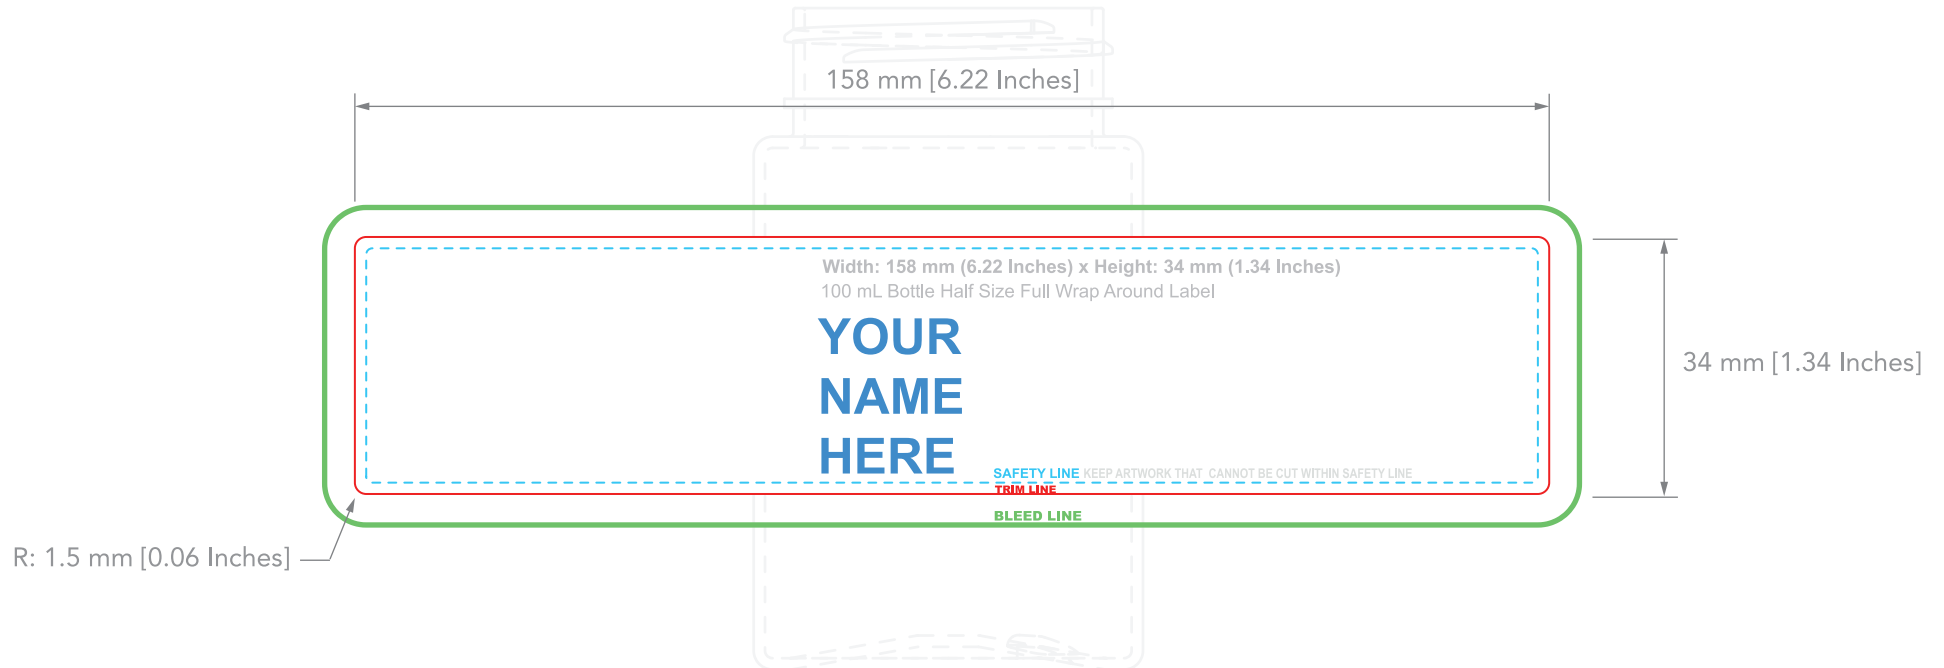 158 mm [6.22 Inches]
Width: 158 mm (6.22 Inches) x Height: 34 mm (1.34 Inches)
100 mL Bottle Half Size Full Wrap Around Label
YOUR
NAME
HERE
34 mm [1.34 Inches]
SAFETY LINE KEEP ARTWORK THAT CANNOT BE CUT WITHIN SAFETY LINE
TRIM LINE
BLEED LINE
R: 1.5 mm [0.06 Inches]